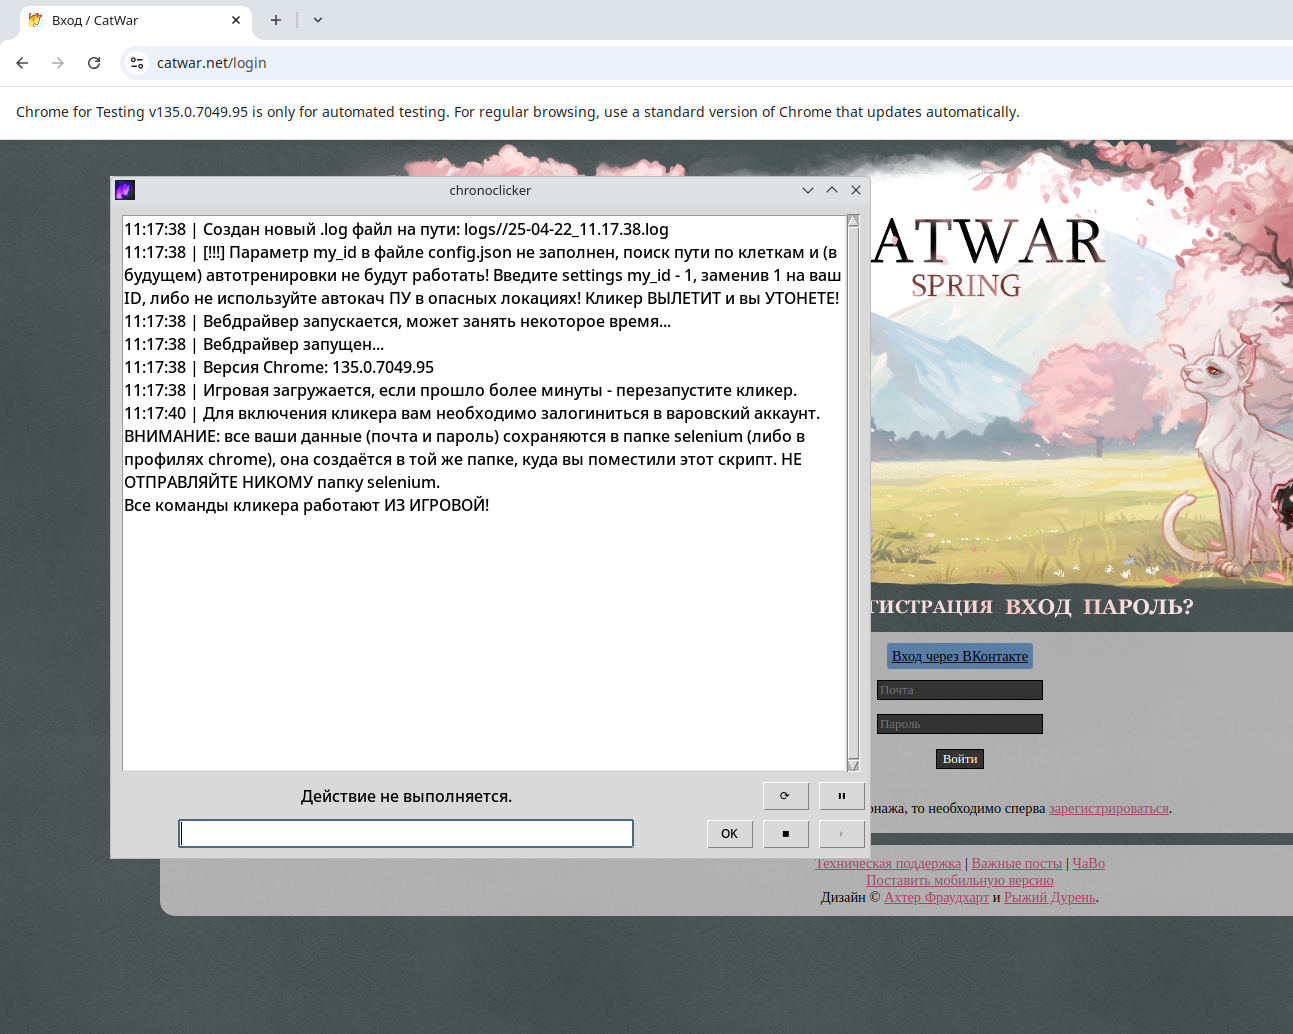 Вход / CatWar
catwar.net/login
Chrome for Testing v135.0.7049.95 is only for automated testing. For regular browsing, use a standard version of Chrome that updates automatically.
chronoclicker
11:17:38 | Создан новый .log файл на пути: logs//25-04-22_11.17.38.log
11:17:38 | [!!!] Параметр my_id в файле config.json не заполнен, поиск пути по клеткам и (в
будущем) автотренировки не будут работать! Введите settings my_id - 1, заменив 1 на ваш
ID, либо не используйте автокач ПУ в опасных локациях! Кликер ВЫЛЕТИТ и вы УТОНЕТЕ!
11:17:38 | Вебдрайвер запускается, может занять некоторое время...
11:17:38 | Вебдрайвер запущен...
11:17:38 | Версия Chrome: 135.0.7049.95
11:17:38 | Игровая загружается, если прошло более минуты - перезапустите кликер.
11:17:40 | Для включения кликера вам необходимо залогиниться в варовский аккаунт.
ВНИМАНИЕ: все ваши данные (почта и пароль) сохраняются в папке selenium (либо в
профилях chrome), она создаётся в той же папке, куда вы поместили этот скрипт. НЕ
ОТПРАВЛЯЙТЕ НИКОМУ папку selenium.
Все команды кликера работают ИЗ ИГРОВОЙ!
Действие не выполняется.
OK
ATWAR
SPRING
ГИСТРАЦИЯ ВХОД ПАРОЛЬ?
Вход через ВКонтакте
Почта
Пароль
Войти
онажа, то необходимо сперва зарегистрироваться.
Техническая поддержка | Важные посты | ЧаВо
Поставить мобильную версию
Дизайн © Ахтер Фраудхарт и Рыжий Дурень.